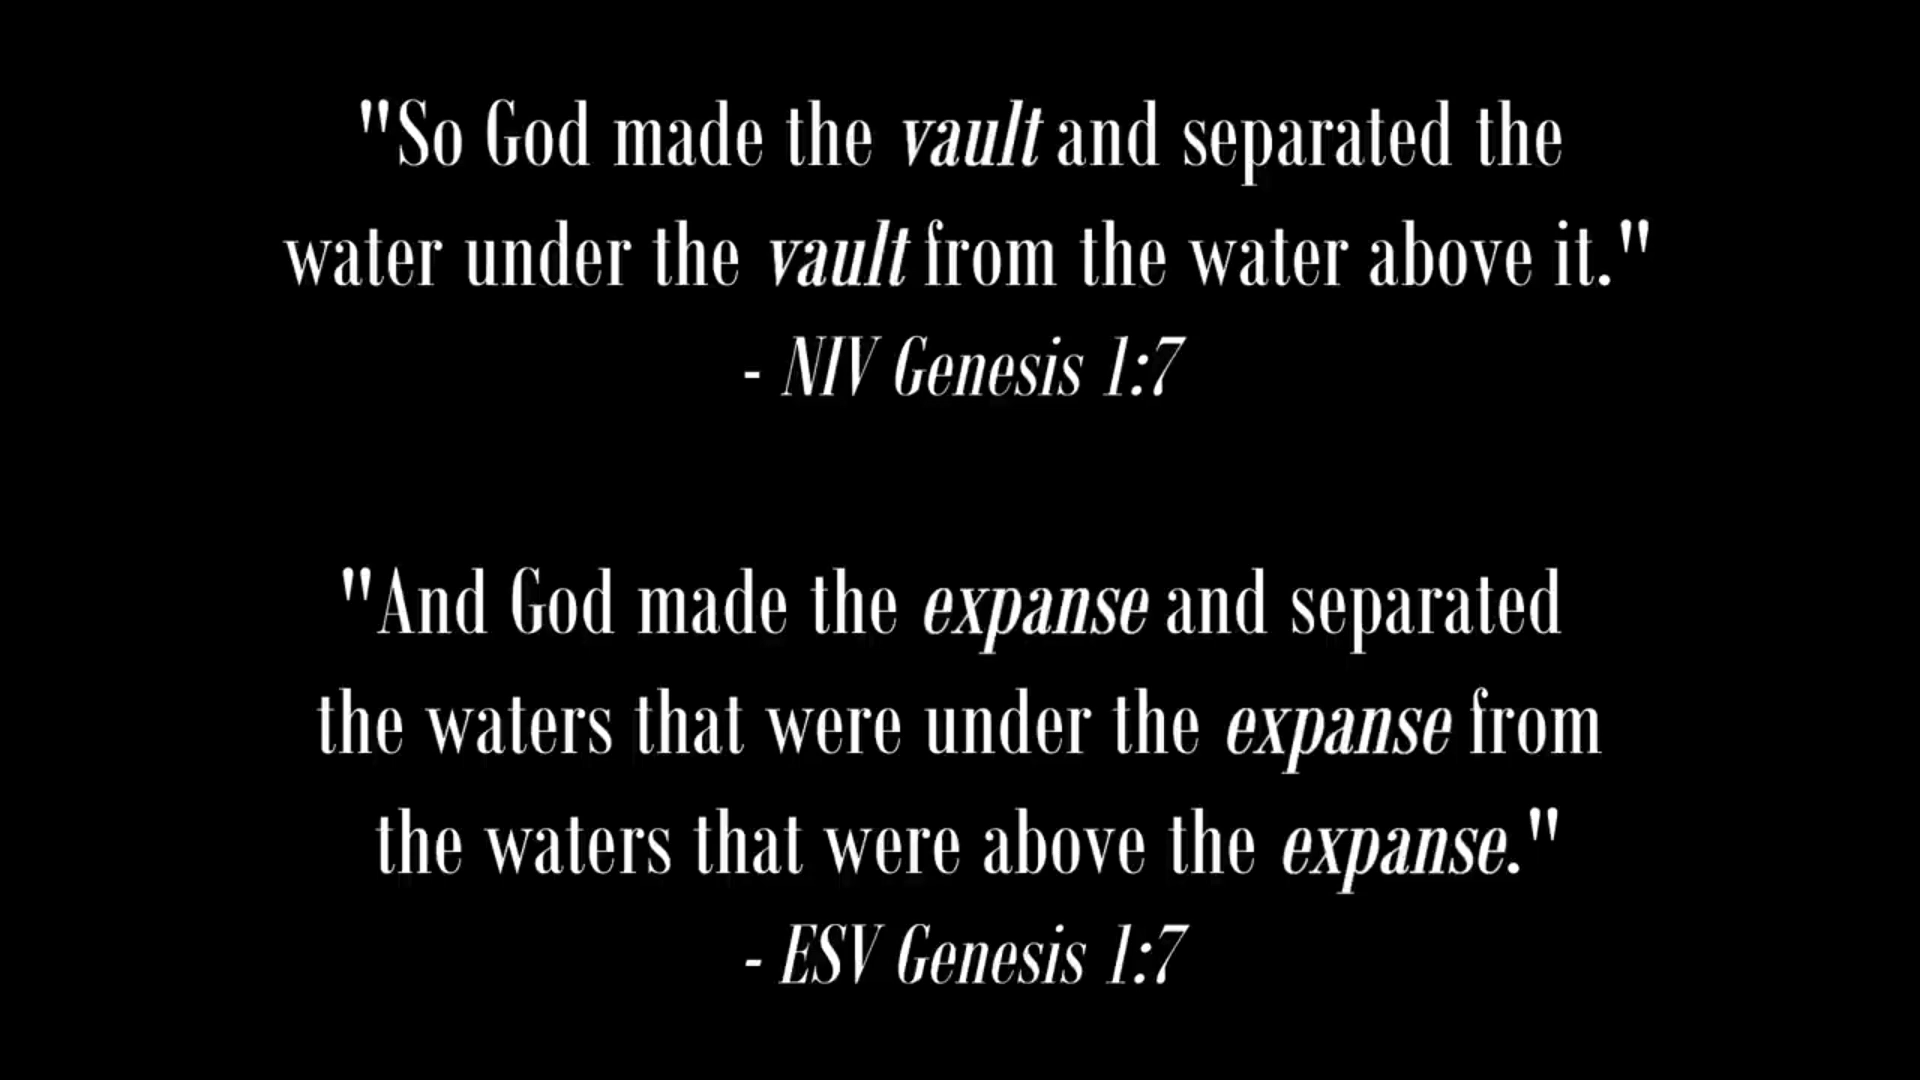 "So God made the vault and separated the
water under the vault from the water above it."
- NIV Genesis 1:7
"And God made the expanse and separated
the waters that were under the expanse from
the waters that were above the expanse."
- ESV Genesis 1:7